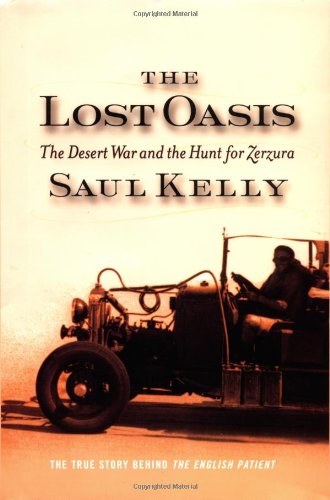 THE
LOST OASIS
The Desert War and the Hunt for Zerzura
SAUL KELLY
THE TRUE STORY BEHIND THE ENGLISH PATIENT